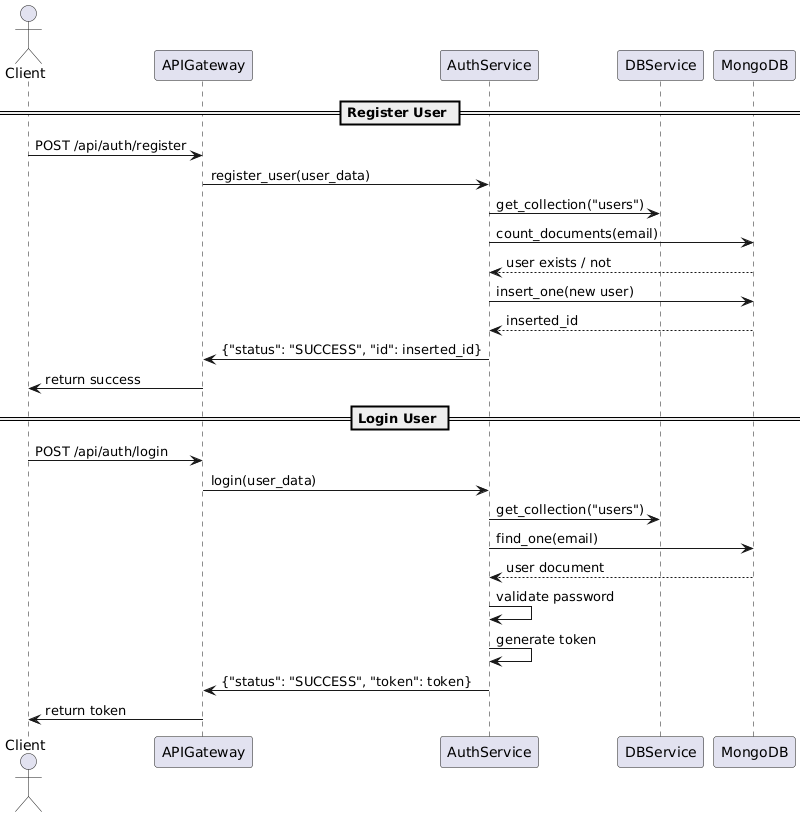 Client
APIGateway
AuthService
DBService
MongoDB
Register User
POST /api/auth/register
register_user(user_data)
get_collection("users")
count_documents(email)
user exists / not
insert_one(new user)
inserted_id
{"status": "SUCCESS", "id": inserted_id}
return success
Login User
POST /api/auth/login
login(user_data)
get_collection("users")
find_one(email)
user document
validate password
generate token
{"status": "SUCCESS", "token": token}
return token
Client
APIGateway
AuthService
DBService
MongoDB